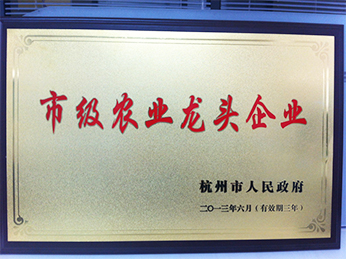 市级农业龙头企业
杭州市人民政府
二〇一三年六月(有效期三年)